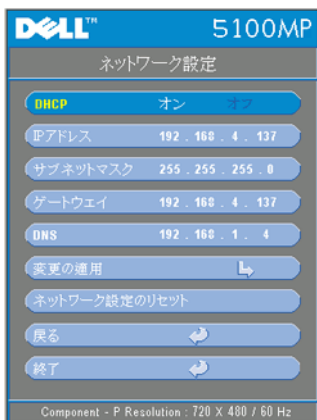 DELL™ 5100MP
ネットワーク設定
DHCP オン オフ
IPアドレス 192 . 168 . 4 . 137
サブネットマスク 255 . 255 . 255 . 0
ゲートウェイ 192 . 168 . 4 . 137
DNS 192 . 168 . 1 . 4
変更の適用
ネットワーク設定のリセット
戻る
終了
Component - P Resolution : 720 X 480 / 60 Hz